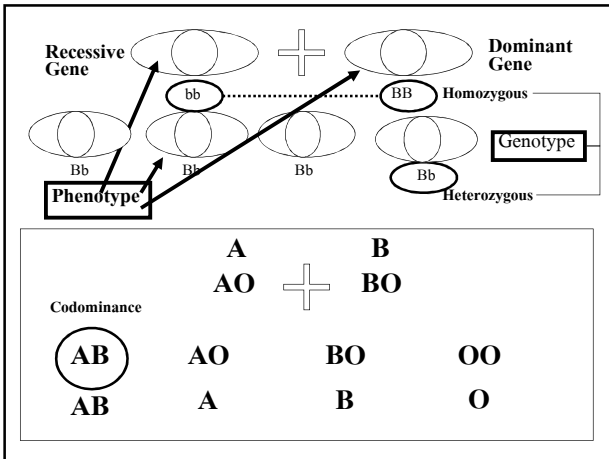 Recessive Gene
Dominant Gene
bb
BB
Homozygous
Bb
Bb
Bb
Bb
Genotype
Phenotype
Heterozygous
A B
AO BO
Codominance
AB AO BO OO
AB A B O